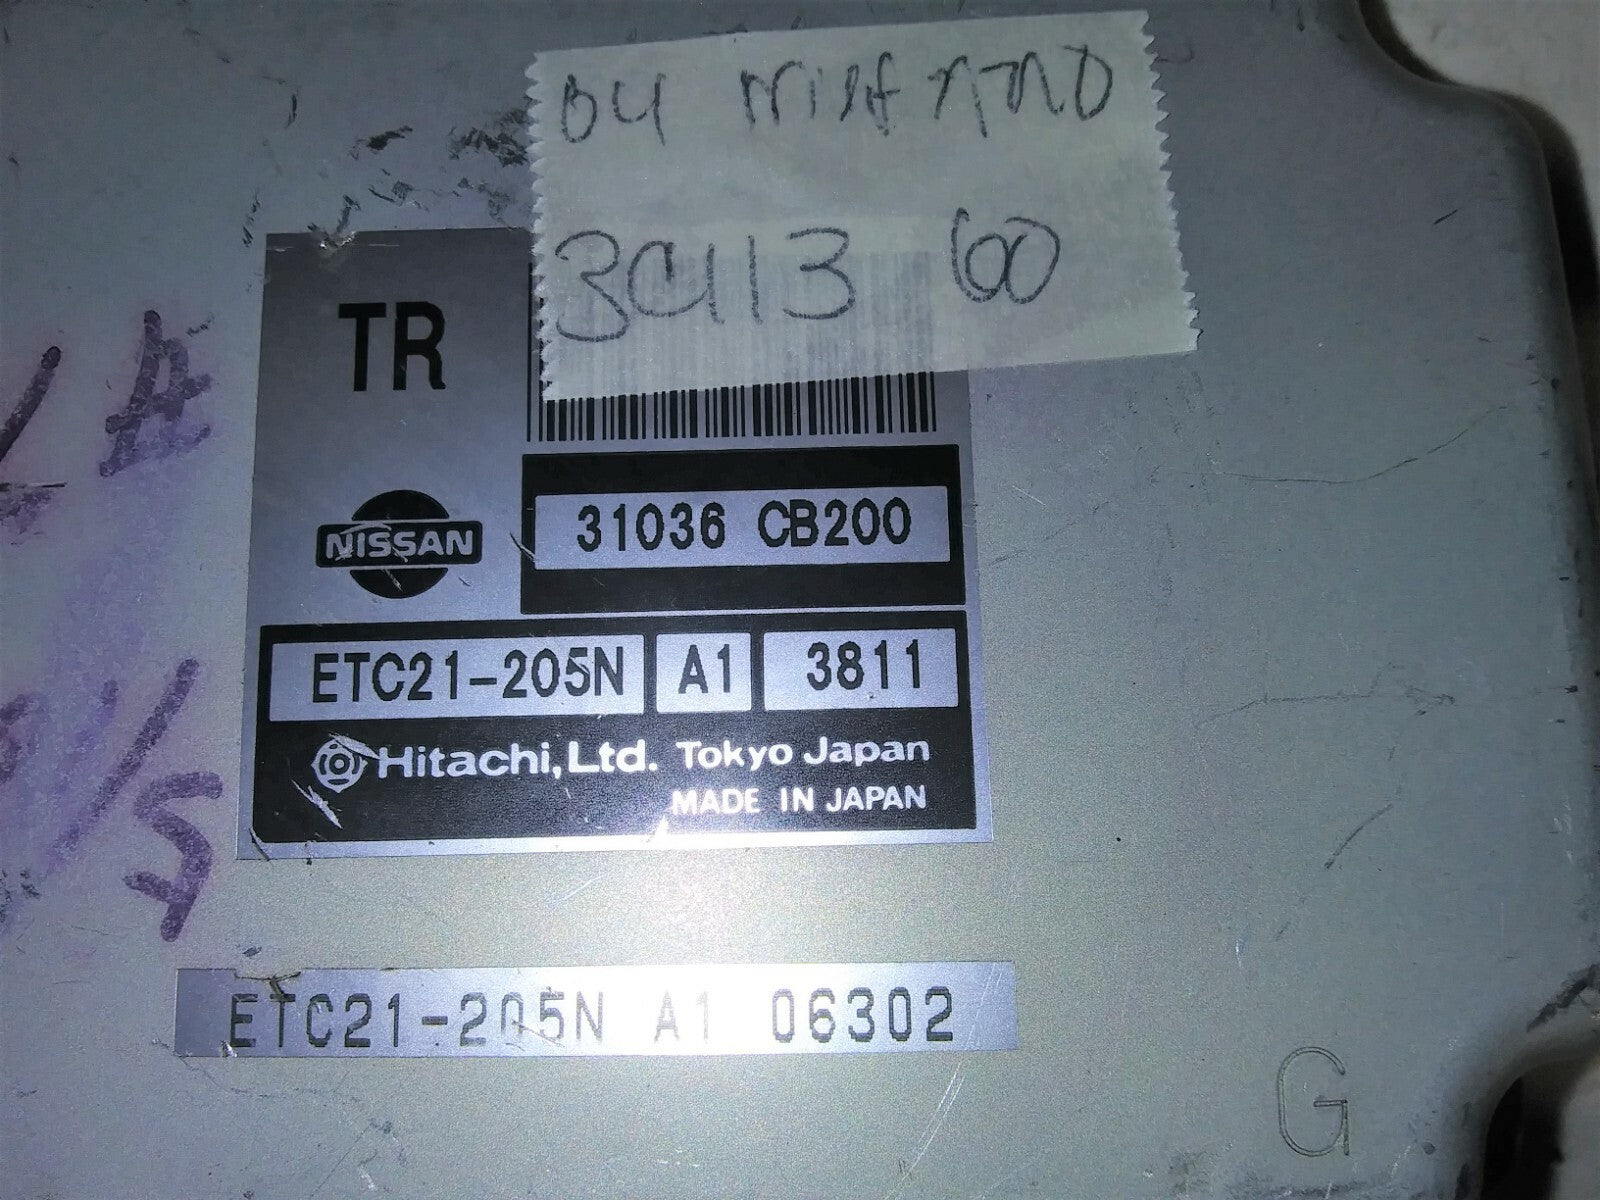 04
3C113 60
TR
NISSAN
31036 CB200
ETC21-205N A1 3811
Hitachi, Ltd. Tokyo Japan
MADE IN JAPAN
ETC21-205N A1 06302
G